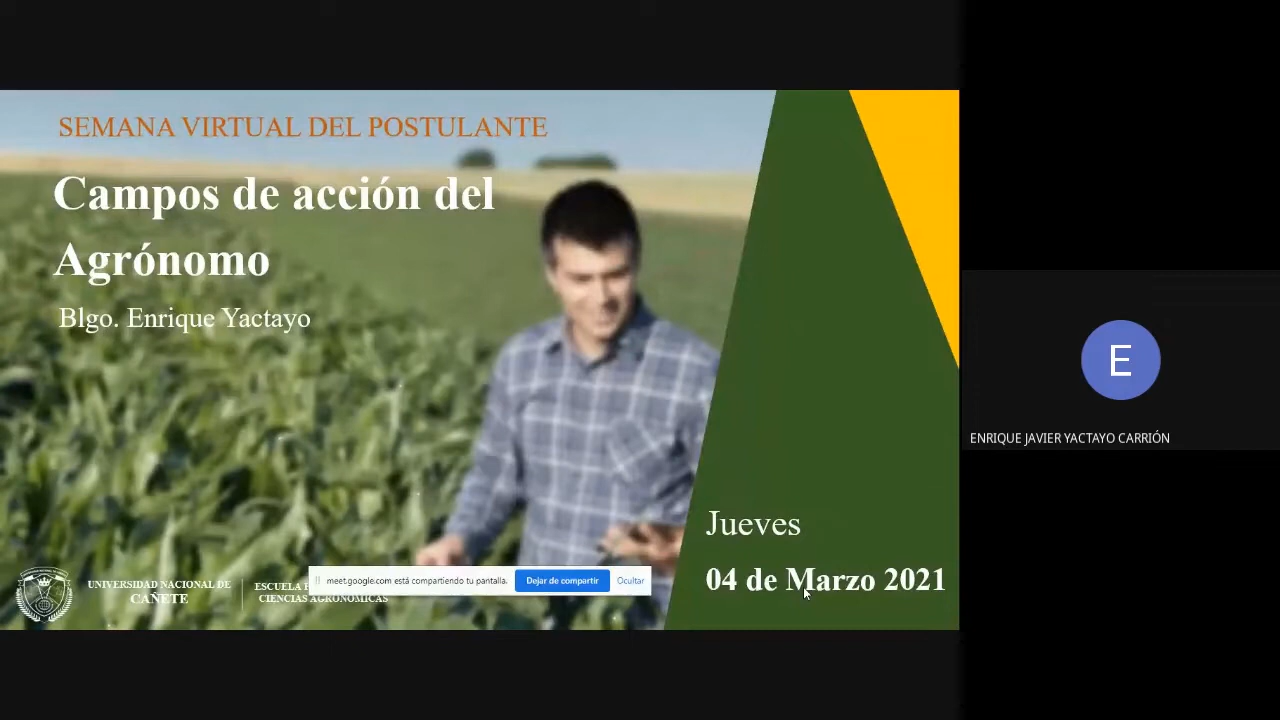 SEMANA VIRTUAL DEL POSTULANTE
Campos de acción del
Agrónomo
Blgo. Enrique Yactayo
Jueves
04 de Marzo 2021
UNIVERSIDAD NACIONAL DE
CAÑETE
ESCUELA
CIENCIAS AGRONÓMICAS
meet.google.com está compartiendo tu pantalla.
Dejar de compartir
Ocultar
E
ENRIQUE JAVIER YACTAYO CARRIÓN